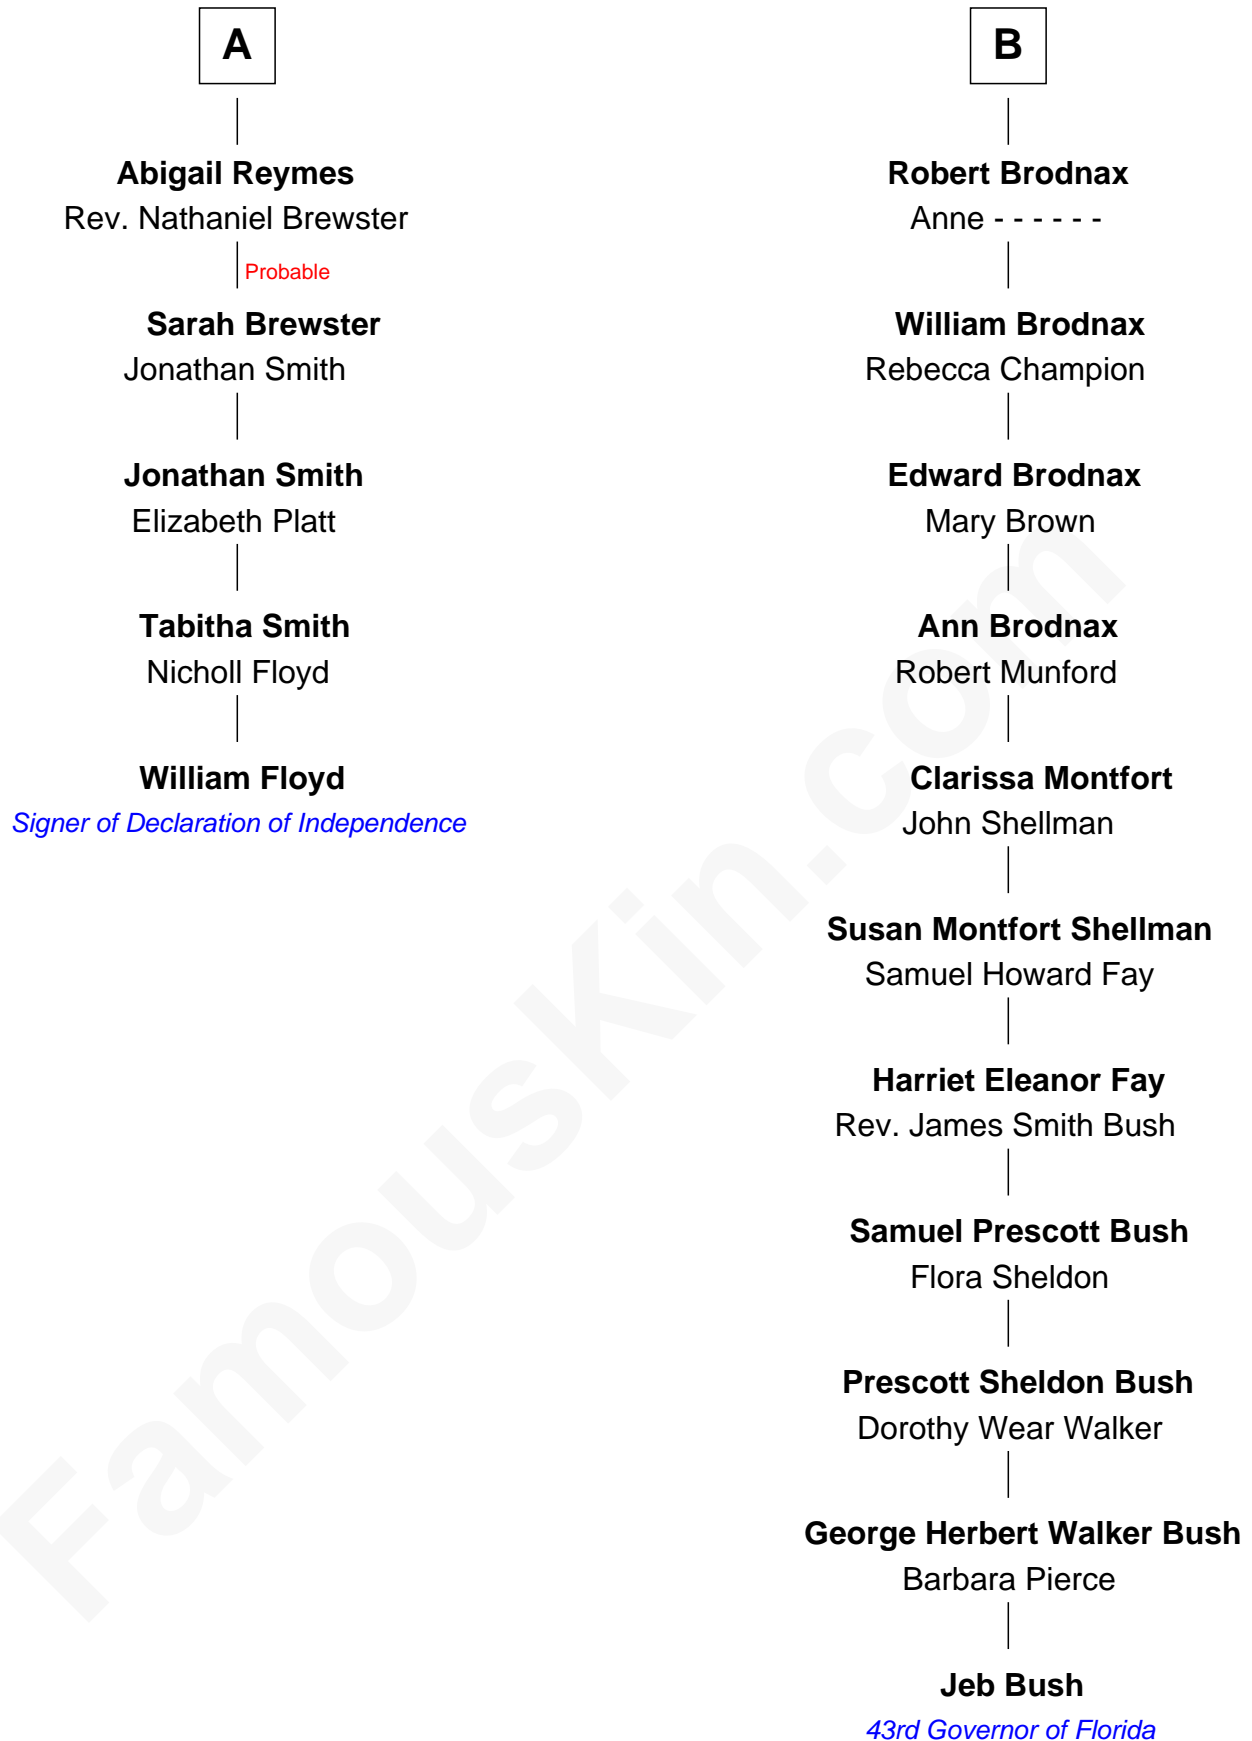 A
Abigail Reymes
Rev. Nathaniel Brewster
Probable
Sarah Brewster
Jonathan Smith
Jonathan Smith
Elizabeth Platt
Tabitha Smith
Nicholl Floyd
William Floyd
Signer of Declaration of Independence
B
Robert Brodnax
Anne - - - - - -
William Brodnax
Rebecca Champion
Edward Brodnax
Mary Brown
Ann Brodnax
Robert Munford
Clarissa Montfort
John Shellman
Susan Montfort Shellman
Samuel Howard Fay
Harriet Eleanor Fay
Rev. James Smith Bush
Samuel Prescott Bush
Flora Sheldon
Prescott Sheldon Bush
Dorothy Wear Walker
George Herbert Walker Bush
Barbara Pierce
Jeb Bush
43rd Governor of Florida
FamousKin.com